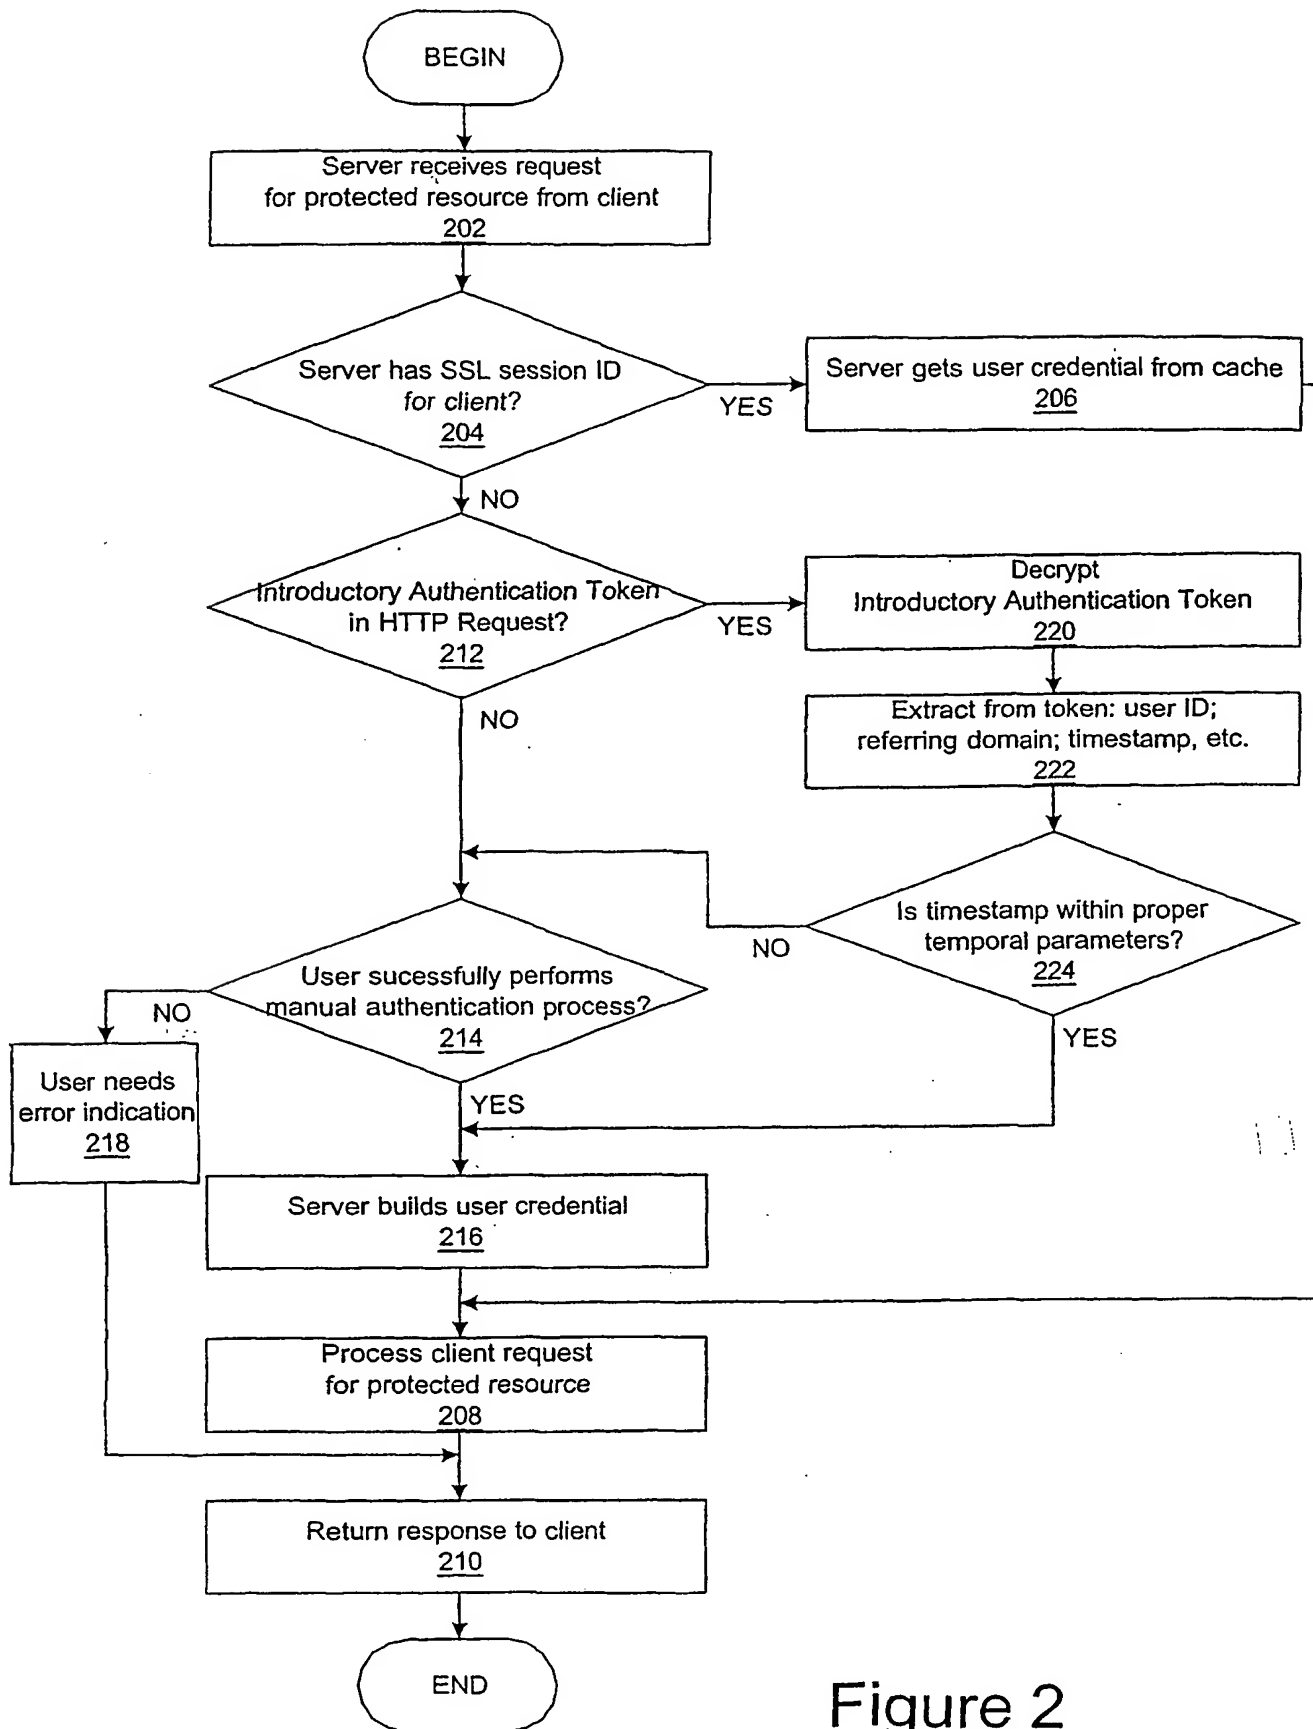 BEGIN
Server receives request
for protected resource from client
202
Server has SSL session ID
for client?
204
YES
Server gets user credential from cache
206
NO
Introductory Authentication Token
in HTTP Request?
212
YES
Decrypt
Introductory Authentication Token
220
NO
Extract from token: user ID;
referring domain; timestamp, etc.
222
Is timestamp within proper
temporal parameters?
224
NO
YES
User sucessfully performs
manual authentication process?
214
NO
YES
User needs
error indication
218
Server builds user credential
216
Process client request
for protected resource
208
Return response to client
210
END
Figure 2